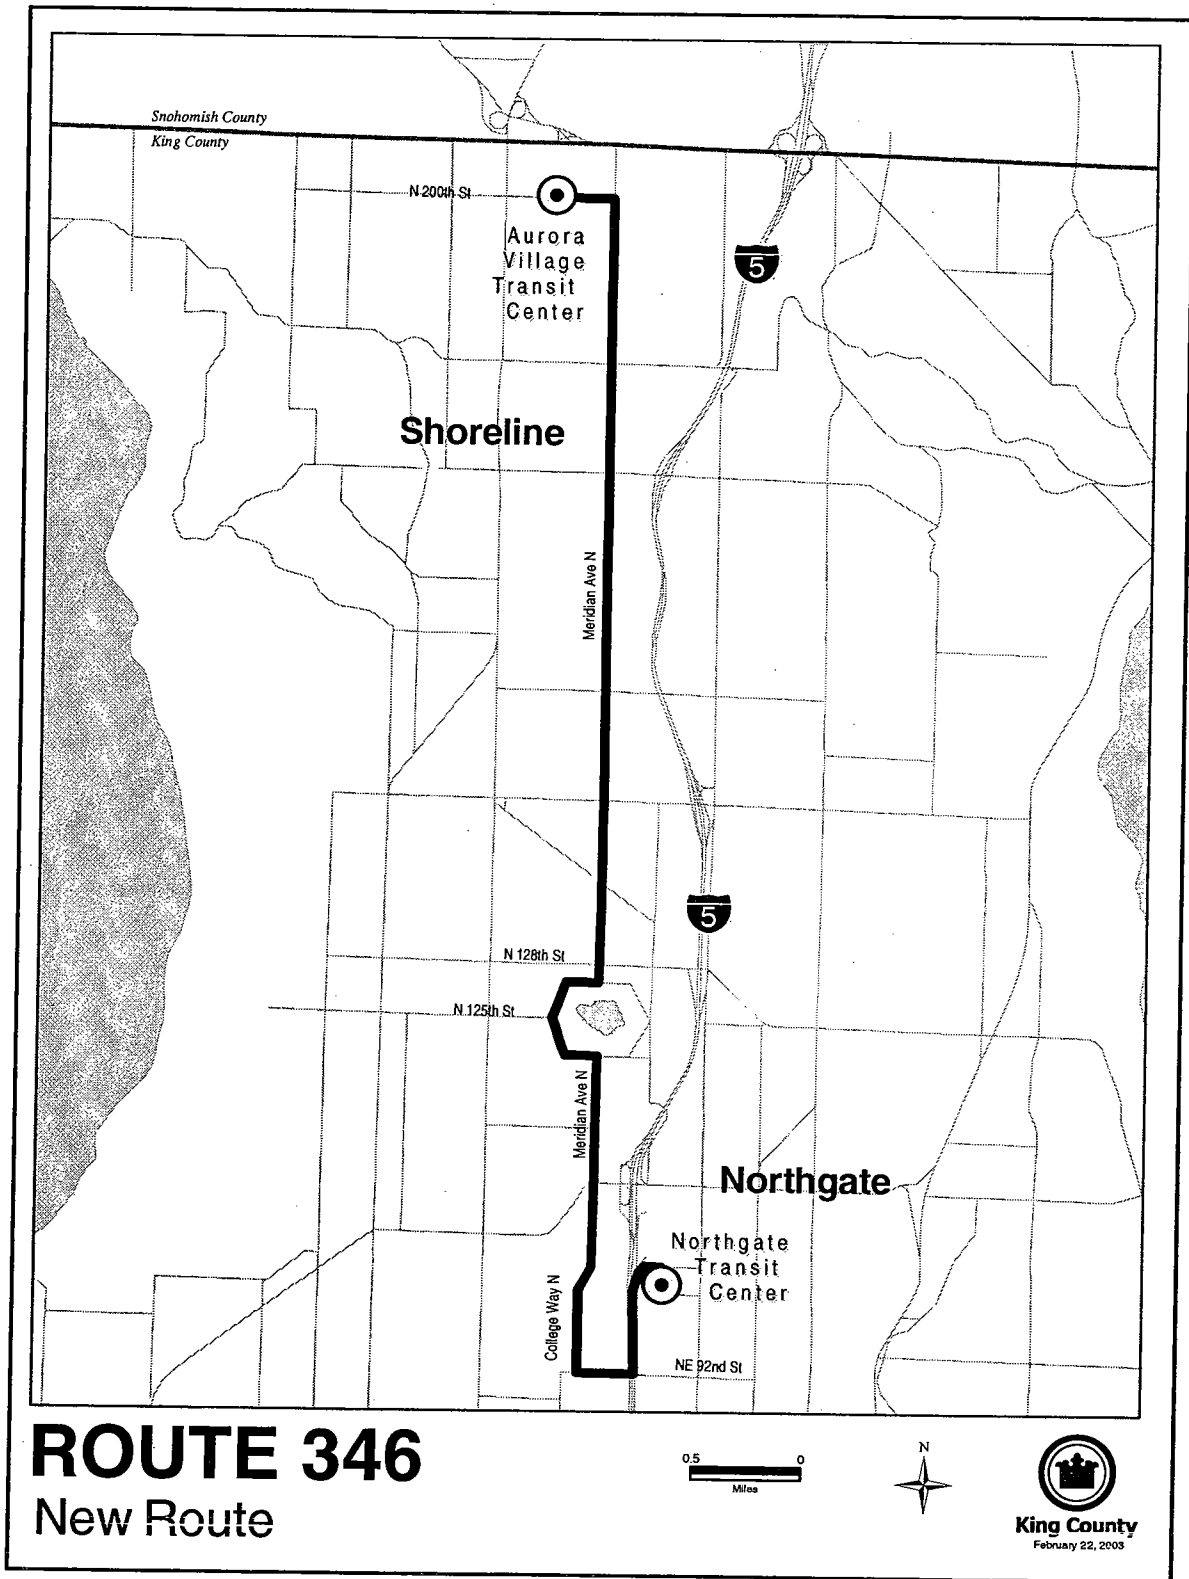 Snohomish County
King County
N 200th St
Aurora
Village
Transit
Center
5
Shoreline
Meridian Ave N
5
N 128th St
N 125th St
Meridian Ave N
Northgate
Northgate
Transit
Center
College Way N
NE 92nd St
ROUTE 346
New Route
0.5 0
Miles
N
King County
February 22, 2003